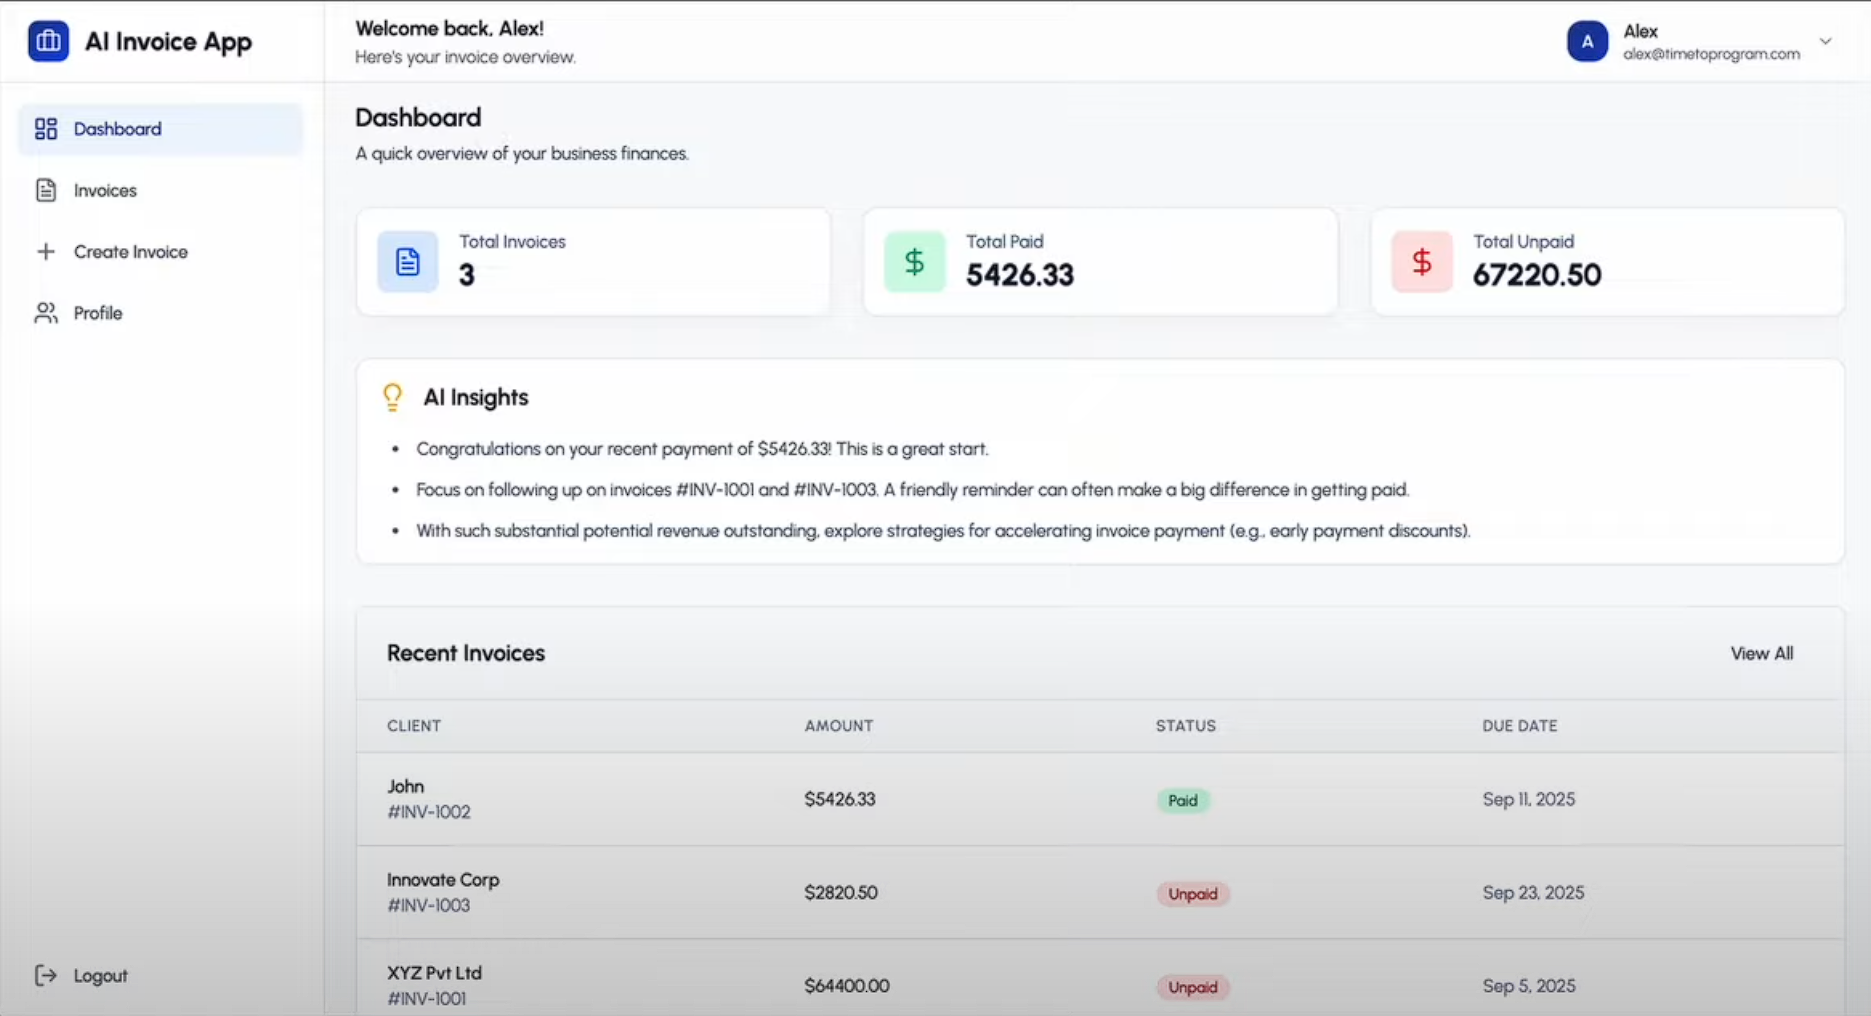 AI Invoice App
Welcome back, Alex!
Here's your invoice overview.
A
Alex
alex@timetoprogram.com
Dashboard
Invoices
Create Invoice
Profile
Logout
Dashboard
A quick overview of your business finances.
Total Invoices
3
$
Total Paid
5426.33
$
Total Unpaid
67220.50
AI Insights
• Congratulations on your recent payment of $5426.33! This is a great start.
• Focus on following up on invoices #INV-1001 and #INV-1003. A friendly reminder can often make a big difference in getting paid.
• With such substantial potential revenue outstanding, explore strategies for accelerating invoice payment (e.g., early payment discounts).
Recent Invoices
View All
CLIENT AMOUNT STATUS DUE DATE
John
#INV-1002
$5426.33 Paid Sep 11, 2025
Innovate Corp
#INV-1003
$2820.50 Unpaid Sep 23, 2025
XYZ Pvt Ltd
#INV-1001
$64400.00 Unpaid Sep 5, 2025